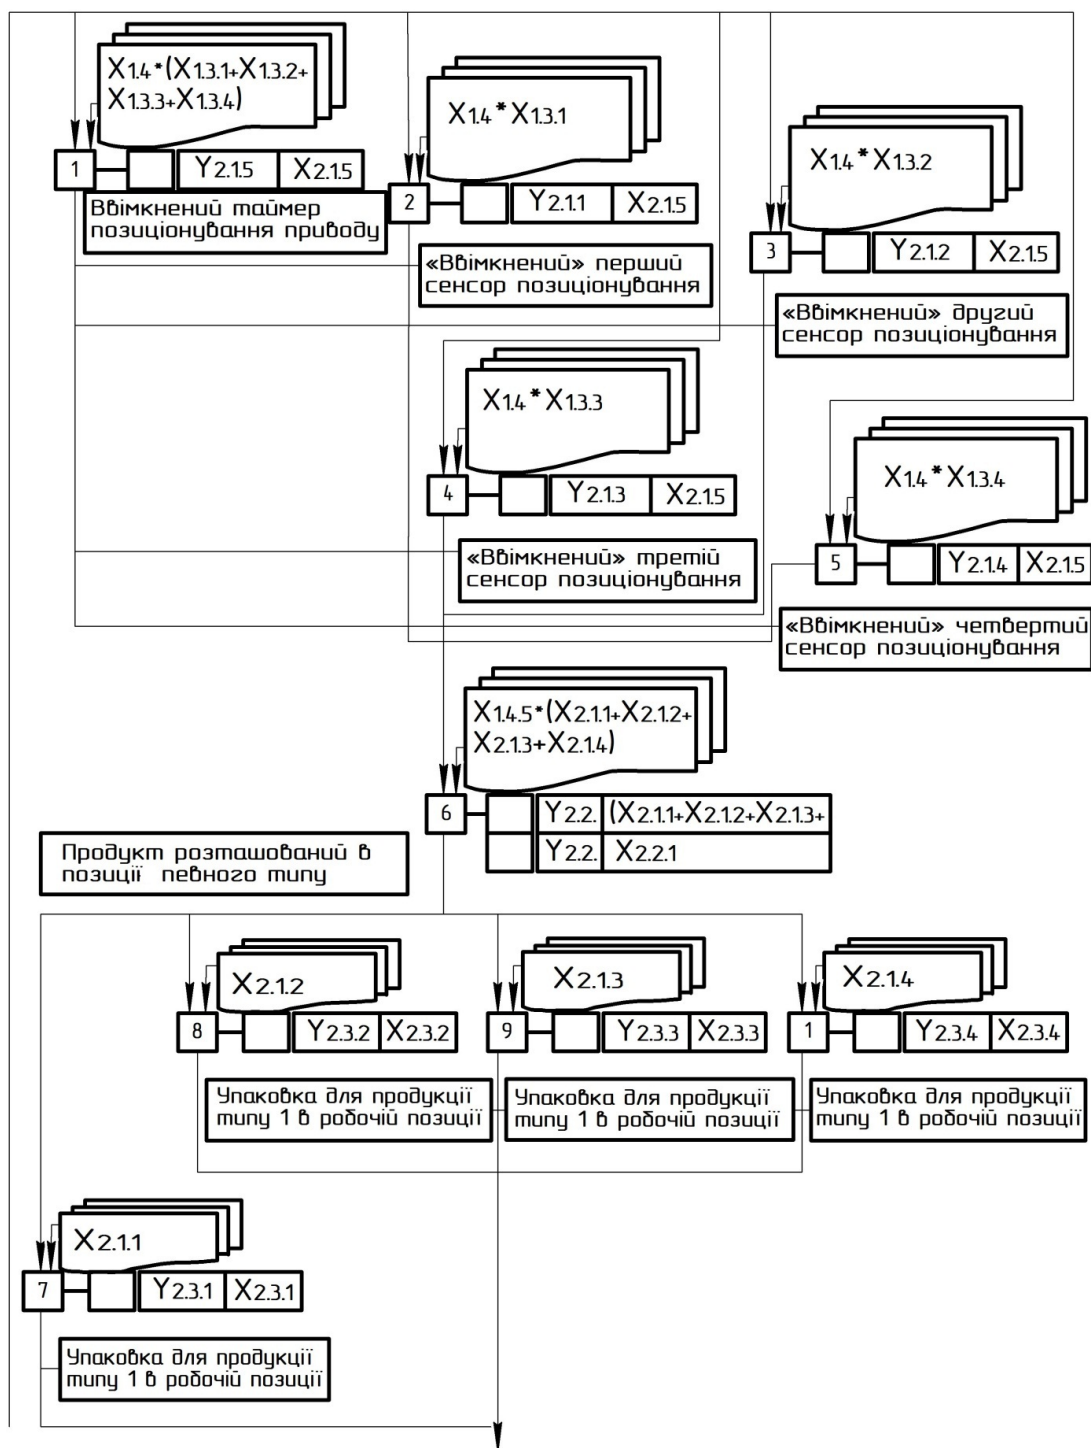 X1.4*(X1.3.1+X1.3.2+
X1.3.3+X1.3.4)
1
Y2.1.5
X2.1.5
Ввімкнений таймер
позиціонування приводу
X1.4*X1.3.1
2
Y2.1.1
X2.1.5
«Ввімкнений» перший
сенсор позиціонування
X1.4*X1.3.2
3
Y2.1.2
X2.1.5
«Ввімкнений» другий
сенсор позиціонування
X1.4*X1.3.3
4
Y2.1.3
X2.1.5
«Ввімкнений» третій
сенсор позиціонування
X1.4*X1.3.4
5
Y2.1.4
X2.1.5
«Ввімкнений» четвертий
сенсор позиціонування
X1.4.5*(X2.1.1+X2.1.2+
X2.1.3+X2.1.4)
6
Y2.2.
(X2.1.1+X2.1.2+X2.1.3+
Y2.2.
X2.2.1
Продукт розташований в
позиції певного типу
X2.1.2
8
Y2.3.2
X2.3.2
Упаковка для продукції
типу 1 в робочій позиції
X2.1.3
9
Y2.3.3
X2.3.3
Упаковка для продукції
типу 1 в робочій позиції
X2.1.4
1
Y2.3.4
X2.3.4
Упаковка для продукції
типу 1 в робочій позиції
X2.1.1
7
Y2.3.1
X2.3.1
Упаковка для продукції
типу 1 в робочій позиції